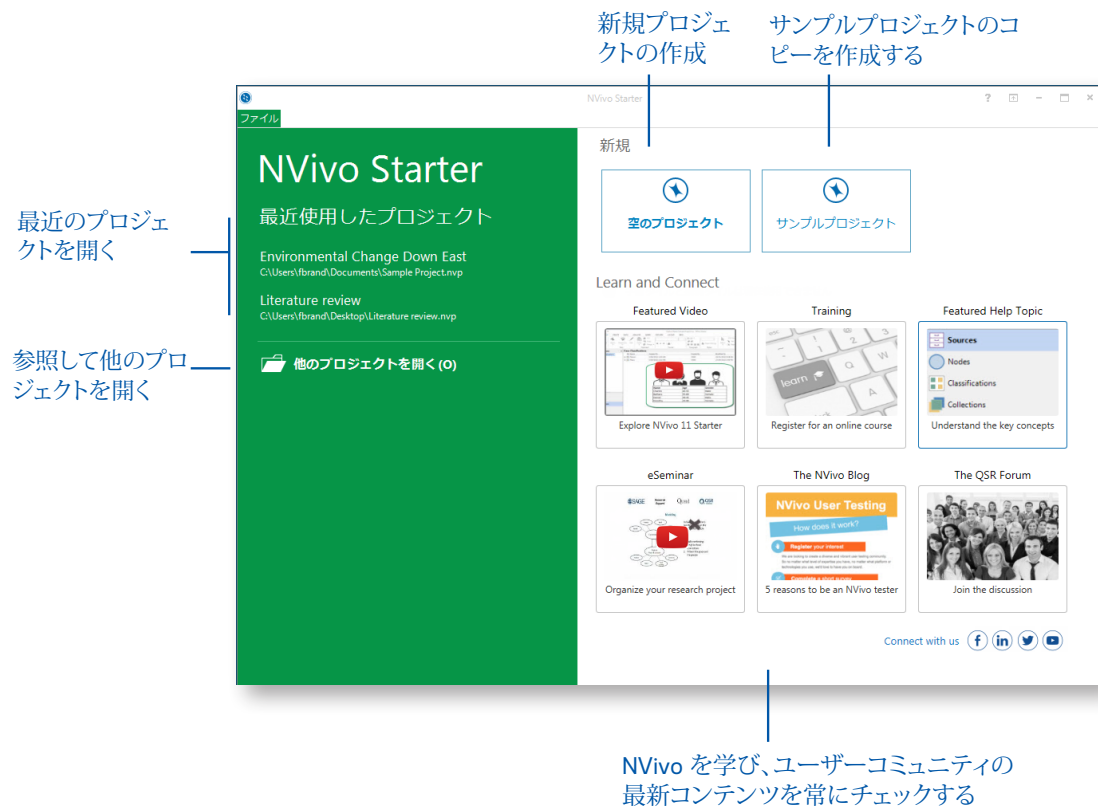 新規プロジェ
クトの作成
サンプルプロジェクトのコ
ピーを作成する
NVivo Starter
ファイル
NVivo Starter
最近使用したプロジェクト
Environmental Change Down East
C:\Users\fbrand\Documents\Sample Project.nvp
Literature review
C:\Users\fbrand\Desktop\Literature review.nvp
他のプロジェクトを開く(O)
最近のプロジェ
クトを開く
参照して他のプロ
ジェクトを開く
新規
空のプロジェクト
サンプルプロジェクト
Learn and Connect
Featured Video
Training
Featured Help Topic
learn
Sources
Nodes
Classifications
Collections
Explore NVivo 11 Starter
Register for an online course
Understand the key concepts
eSeminar
The NVivo Blog
The QSR Forum
SAGE
NVivo User Testing
How does it work?
Register your interest
Complete a short survey
Organize your research project
5 reasons to be an NVivo tester
Join the discussion
Connect with us
NVivo を学び、ユーザーコミュニティの
最新コンテンツを常にチェックする